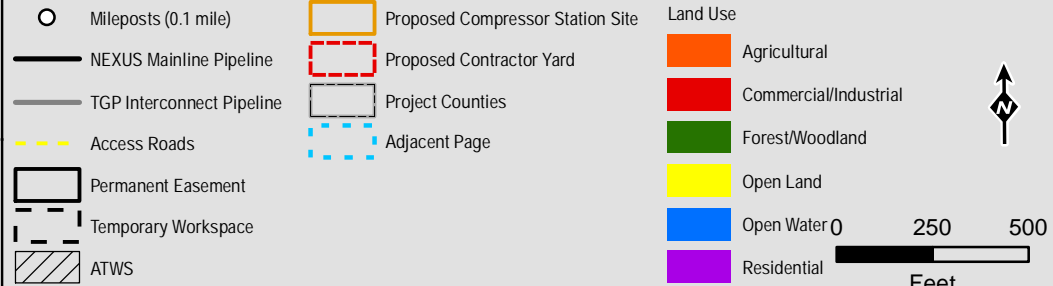 Mileposts (0.1 mile)
NEXUS Mainline Pipeline
TGP Interconnect Pipeline
Access Roads
Permanent Easement
Temporary Workspace
ATWS
Proposed Compressor Station Site
Proposed Contractor Yard
Project Counties
Adjacent Page
Land Use
Agricultural
Commercial/Industrial
Forest/Woodland
Open Land
Open Water
Residential
N
0 250 500
Feet